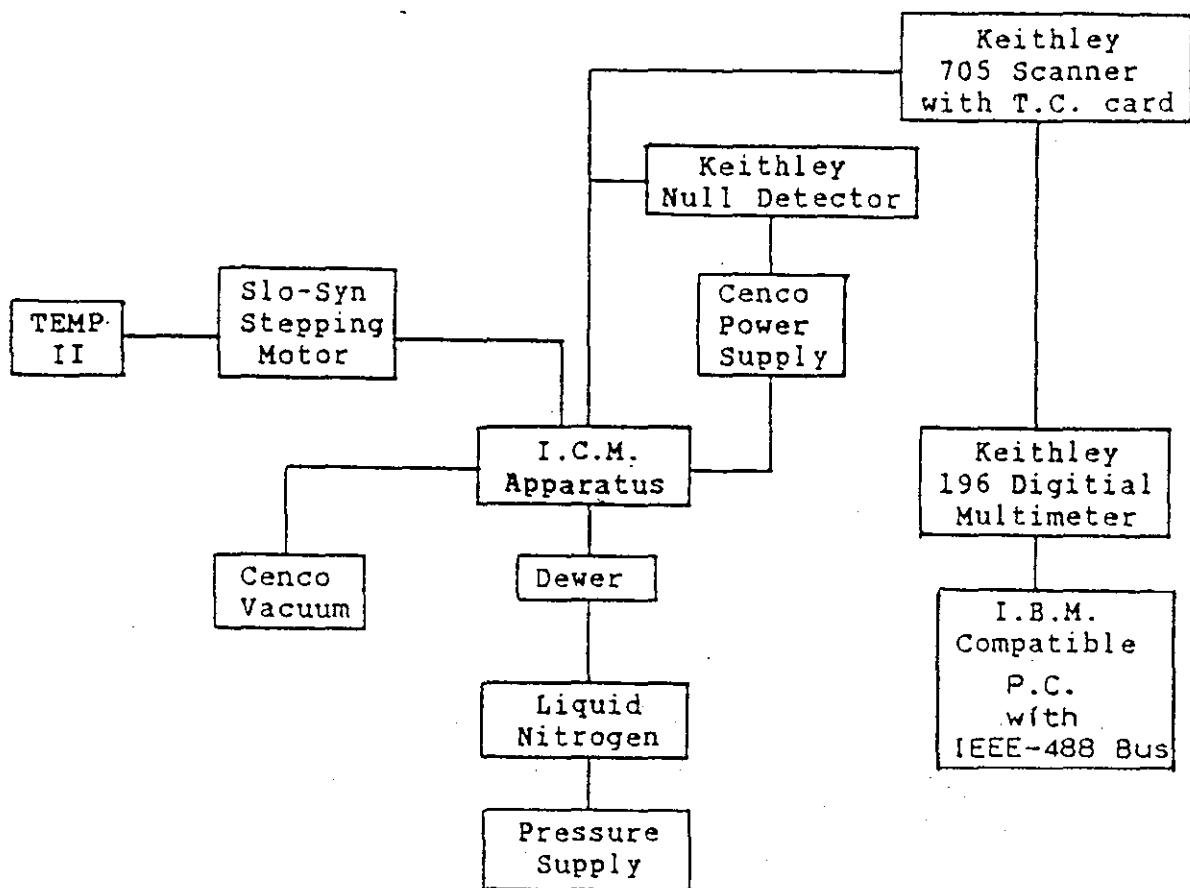 Keithley
705 Scanner
with T.C. card
Keithley
Null Detector
Slo-Syn
Stepping
Motor
TEMP
II
Cenco
Power
Supply
I.C.M.
Apparatus
Keithley
196 Digitial
Multimeter
Cenco
Vacuum
Dewer
I.B.M.
Compatible
P.C.
with
IEEE-488 Bus
Liquid
Nitrogen
Pressure
Supply